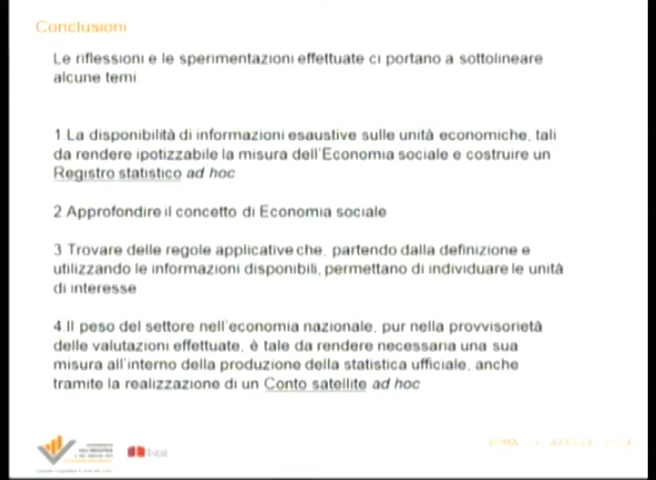 Conclusioni
Le riflessioni e le sperimentazioni effettuate ci portano a sottolineare
alcune temi
1.La disponibilità di informazioni esaustive sulle unità economiche, tali
da rendere ipotizzabile la misura dell'Economia sociale e costruire un
Registro statistico ad hoc
2.Approfondire il concetto di Economia sociale
3.Trovare delle regole applicative che, partendo dalla definizione e
utilizzando le informazioni disponibili, permettano di individuare le unità
di interesse
4.Il peso del settore nell'economia nazionale, pur nella provvisorietà
delle valutazioni effettuate, è tale da rendere necessaria una sua
misura all'interno della produzione della statistica ufficiale, anche
tramite la realizzazione di un Conto satellite ad hoc
Istat